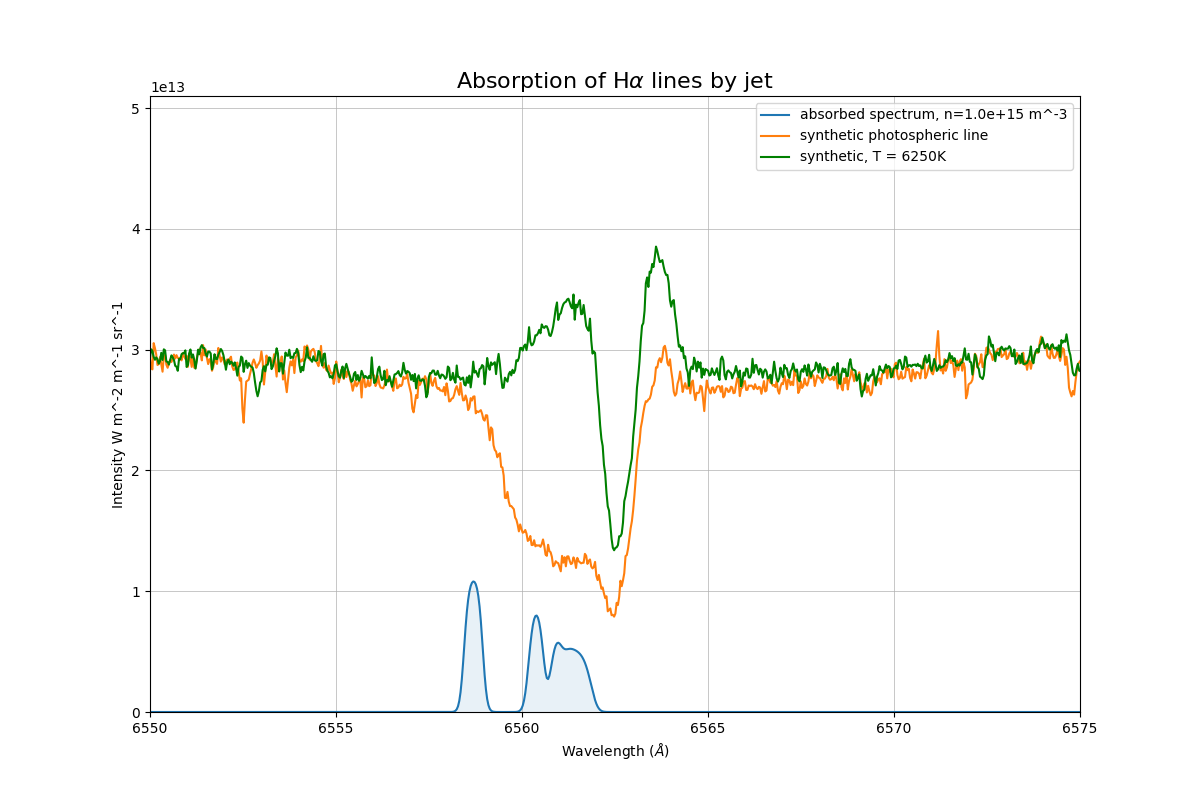 Absorption of Hα lines by jet
1e13
absorbed spectrum, n=1.0e+15 m^-3
synthetic photospheric line
synthetic, T = 6250K
5
4
3
2
1
0
Intensity W m^-2 m^-1 sr^-1
6550 6555 6560 6565 6570 6575
Wavelength (Å)